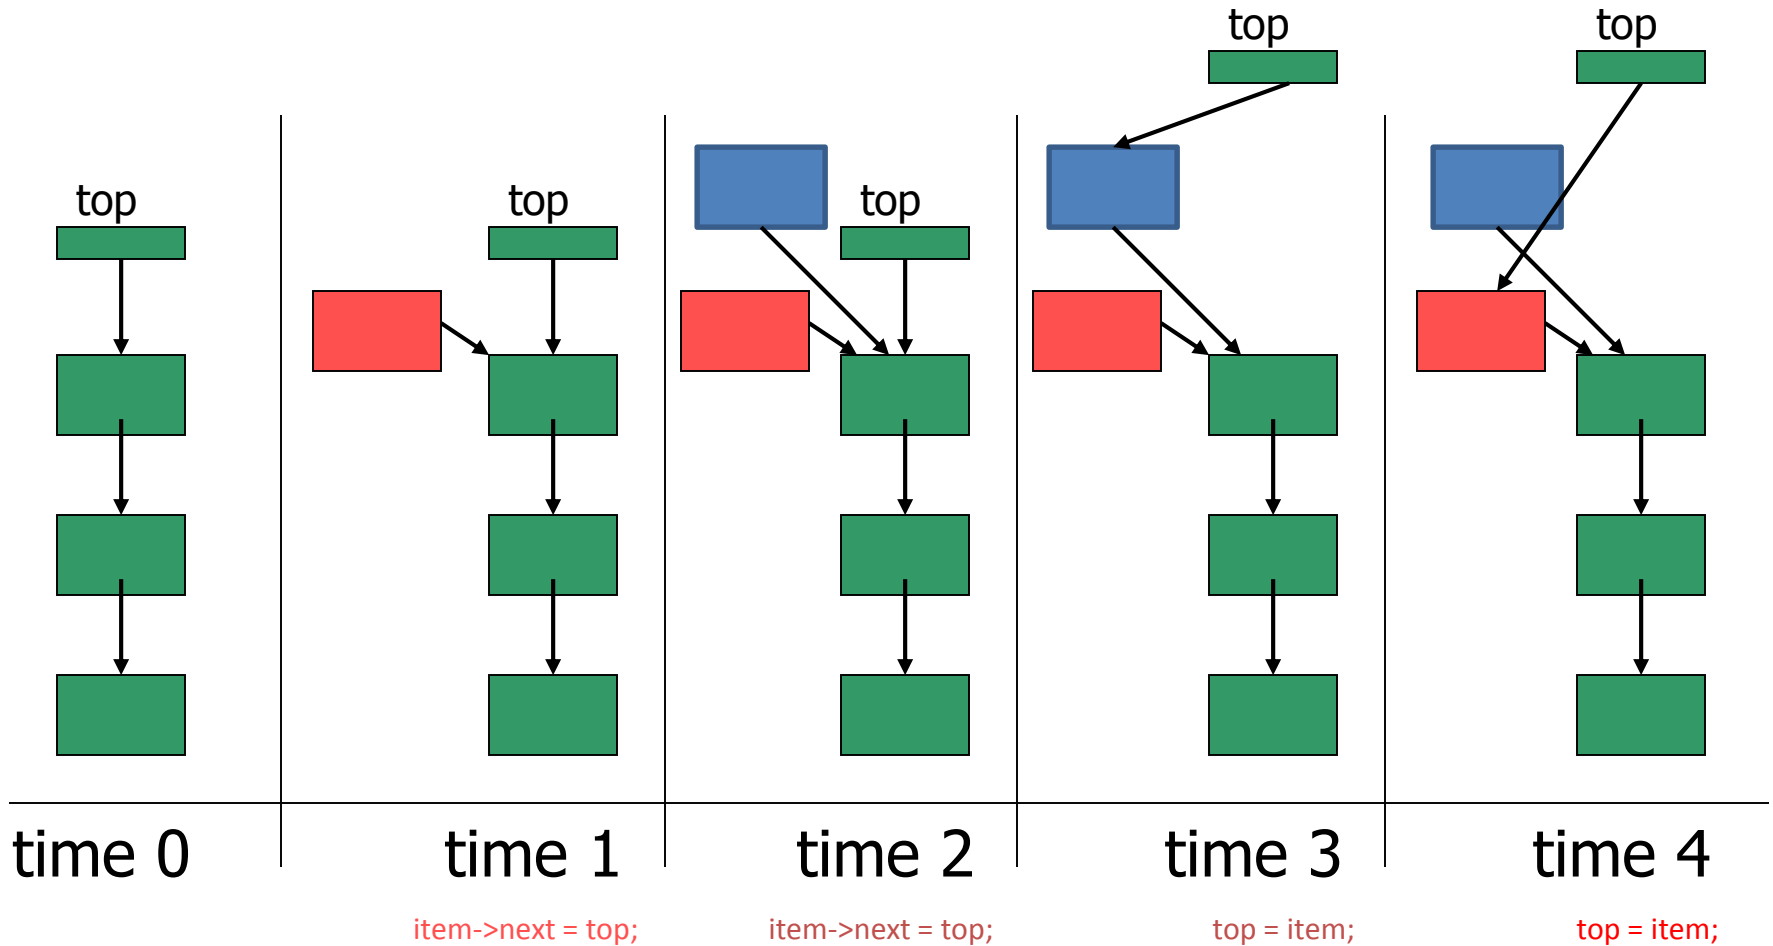 top
top
top
top
top
time 0
time 1
time 2
time 3
time 4
item->next = top;
item->next = top;
top = item;
top = item;